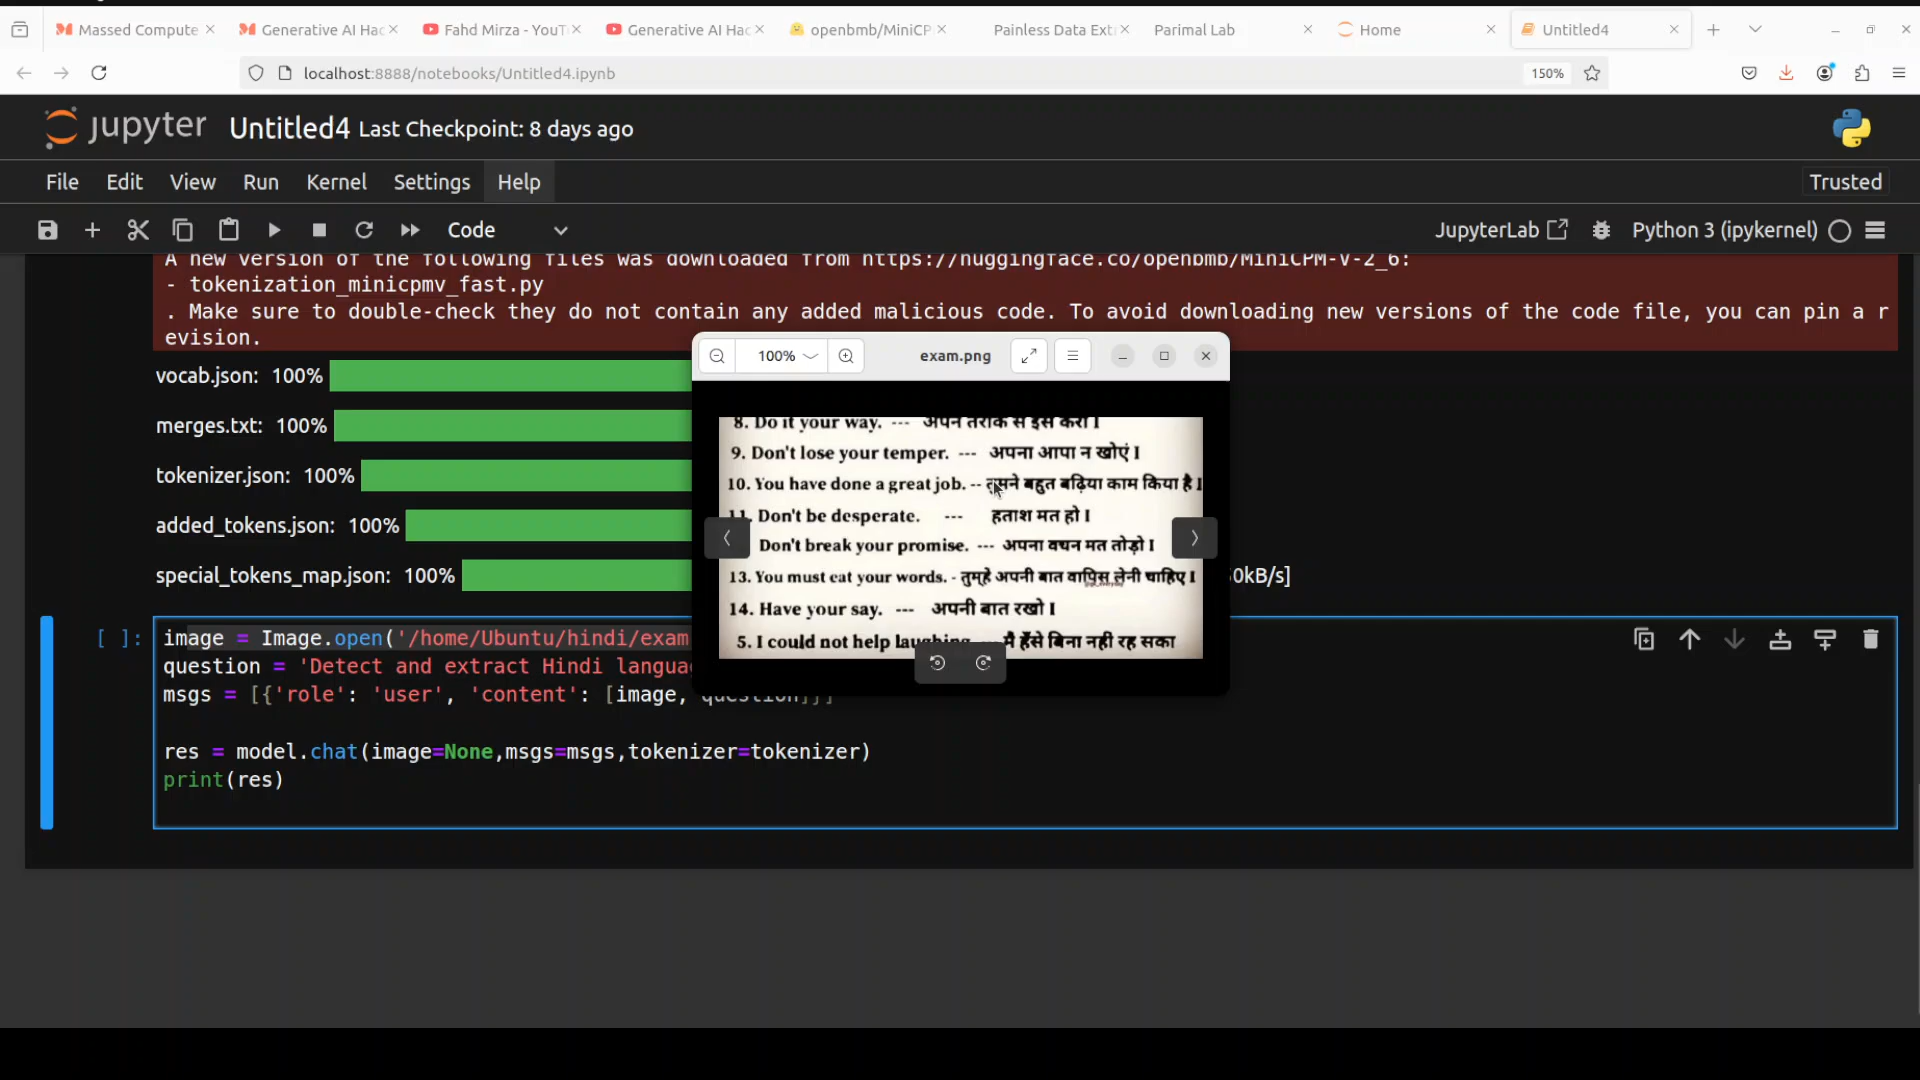 Massed Compute
Generative AI Hac
Fahd Mirza - YouT
Generative AI Hac
openbmb/MiniCP
Painless Data Ext
Parimal Lab
Home
Untitled4
localhost:8888/notebooks/Untitled4.ipynb
150%
jupyter Untitled4 Last Checkpoint: 8 days ago
File Edit View Run Kernel Settings Help
Trusted
Code
JupyterLab
Python 3 (ipykernel)
A new version of the following files was downloaded from https://huggingface.co/openbmb/MiniCPM-V-2_6:
- tokenization_minicpmv_fast.py
. Make sure to double-check they do not contain any added malicious code. To avoid downloading new versions of the code file, you can pin a r
evision.
vocab.json: 100%
merges.txt: 100%
tokenizer.json: 100%
added_tokens.json: 100%
special_tokens_map.json: 100%
0kB/s]
100%
exam.png
8. Do it your way. --- अपने तरीके से इसे करो I
9. Don't lose your temper. --- अपना आपा न खोएं I
10. You have done a great job. -- तुमने बहुत बढ़िया काम किया है I
11. Don't be desperate. --- हताश मत हो I
Don't break your promise. --- अपना वचन मत तोड़ो I
13. You must eat your words. - तुम्हे अपनी बात वापिस लेनी चाहिए I
14. Have your say. --- अपनी बात रखो I
5. I could not help laughing --- मै हँसे बिना नही रह सका
[ ]:
image = Image.open('/home/Ubuntu/hindi/exam
question = 'Detect and extract Hindi langua
msgs = [{'role': 'user', 'content': [image, question]}]
res = model.chat(image=None,msgs=msgs,tokenizer=tokenizer)
print(res)